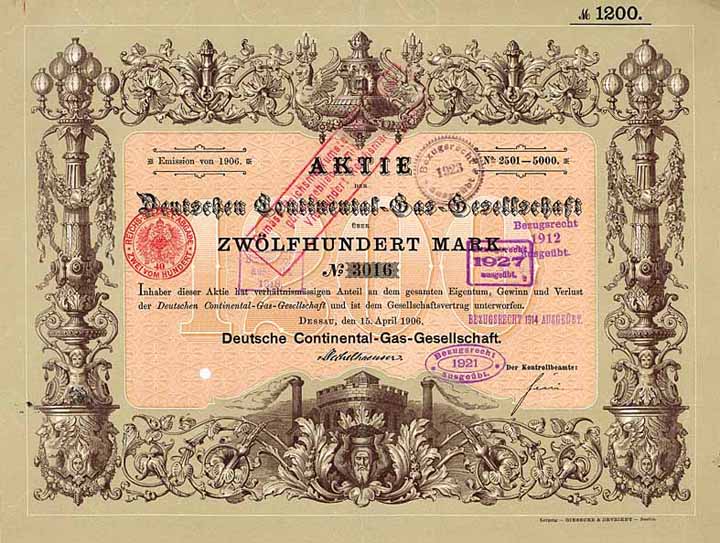 № 1200.
Emission von 1906.
AKTIE
Nº 2501—5000.
DER
Deutschen Continental-Gas-Gesellschaft
ÜBER
ZWÖLFHUNDERT MARK
№ 3016
Inhaber dieser Aktie hat verhältnismässigen Anteil an dem gesamten Eigentum, Gewinn und Verlust
der Deutschen Continental-Gas-Gesellschaft und ist dem Gesellschaftsvertrag unterworfen.
Dessau, den 15. April 1906.
Deutsche Continental-Gas-Gesellschaft.
Der Kontrollbeamte:
ZWEI VOM HUNDERT
40
Bezugsrecht
1923
Bezugsrecht
1912
ausgeübt.
1927
ausgeübt
BEZUGSRECHT 1914 AUSGEÜBT.
Bezugsrecht
1921
ausgeübt.
Leipzig — GIESECKE & DEVRIENT — Berlin.